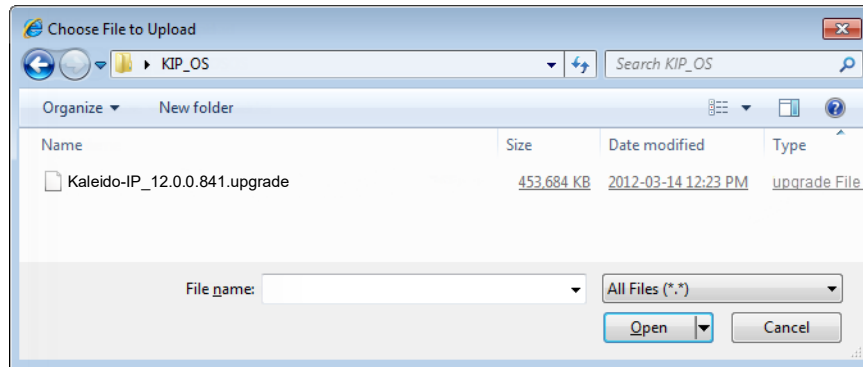 Choose File to Upload
KIP_OS Search KIP_OS
Organize New folder
Name Size Date modified Type
Kaleido-IP_12.0.0.841.upgrade 453,684 KB 2012-03-14 12:23 PM upgrade File
File name: All Files (*.*)
Open Cancel